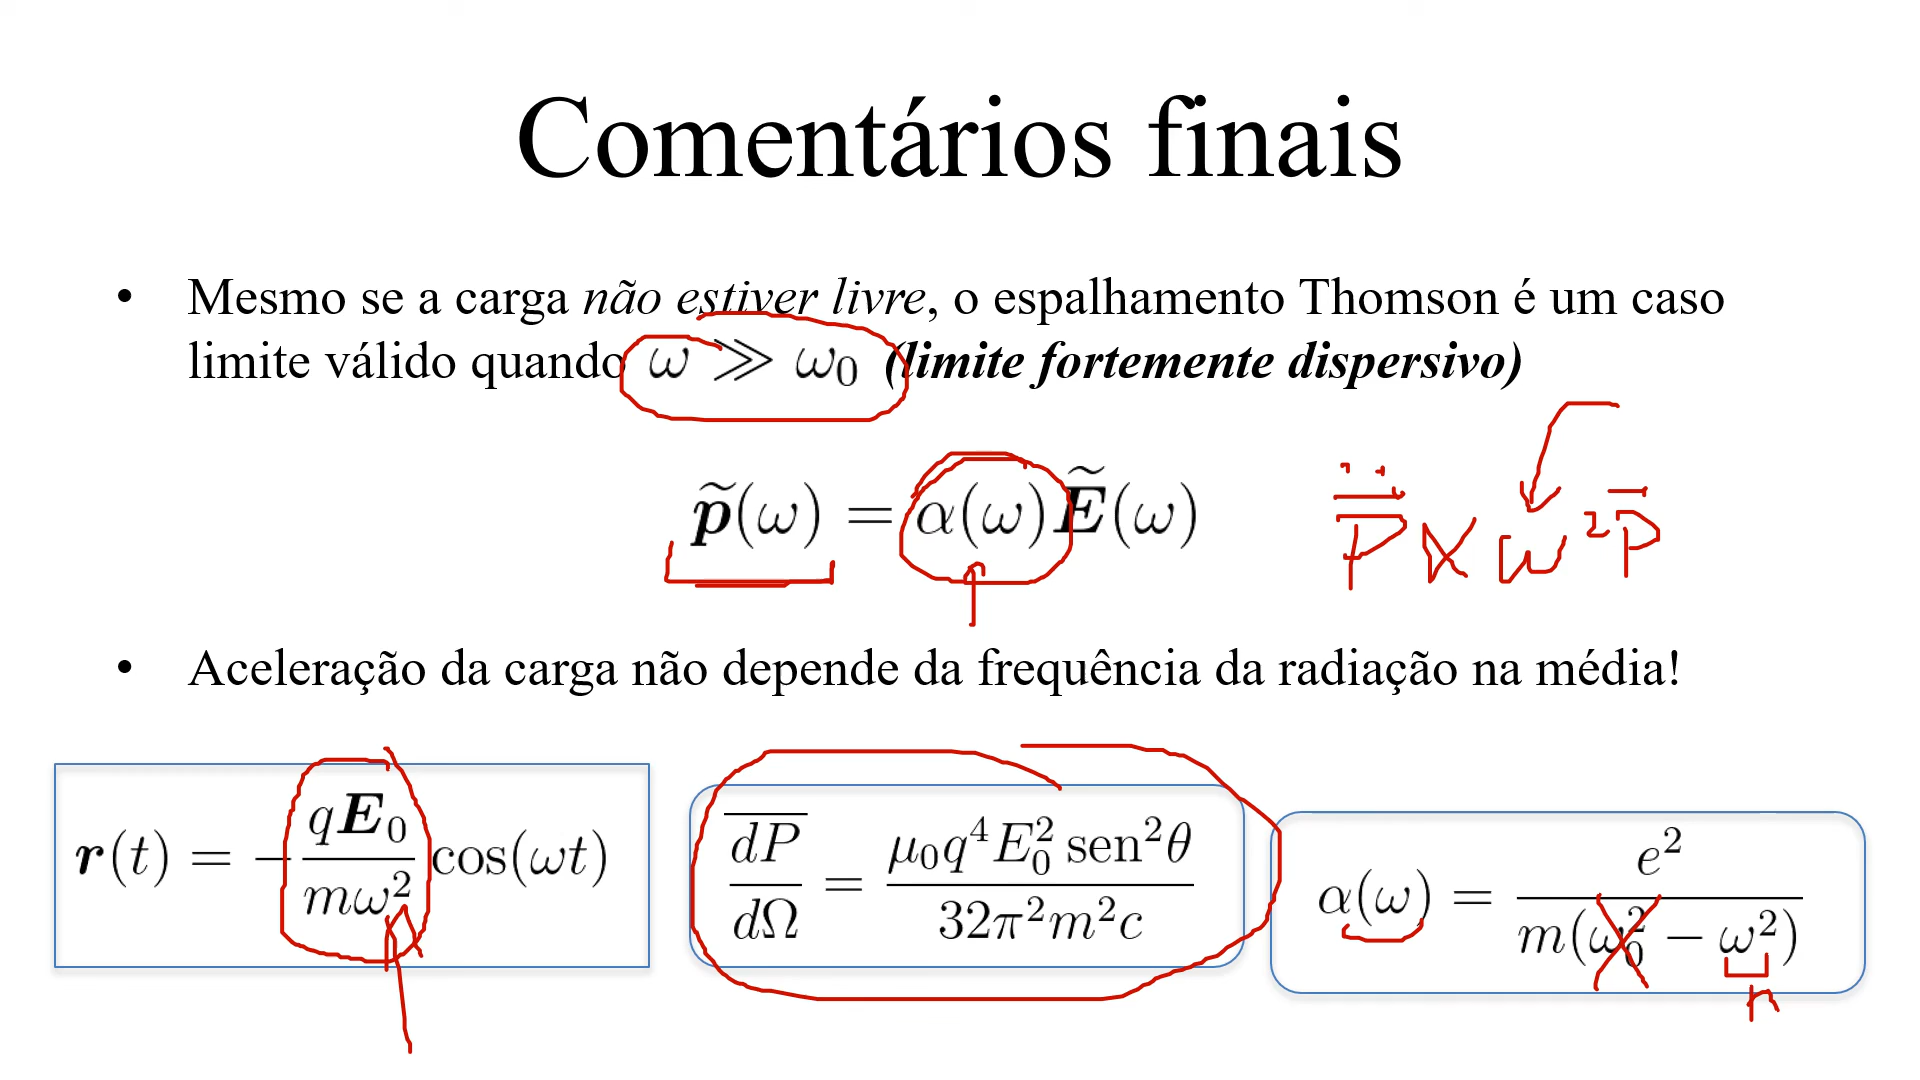 Comentários finais
• Mesmo se a carga não estiver livre, o espalhamento Thomson é um caso
limite válido quando ω ≫ ω₀ (limite fortemente dispersivo)
p̃(ω) = α(ω)Ẽ(ω)
P̈ ∝ ω²P
• Aceleração da carga não depende da frequência da radiação na média!
r(t) = −(qE₀/mω²) cos(ωt)
dP/dΩ = μ₀q⁴E₀² sen²θ / 32π²m²c
α(ω) = e² / m(ω₀² − ω²)